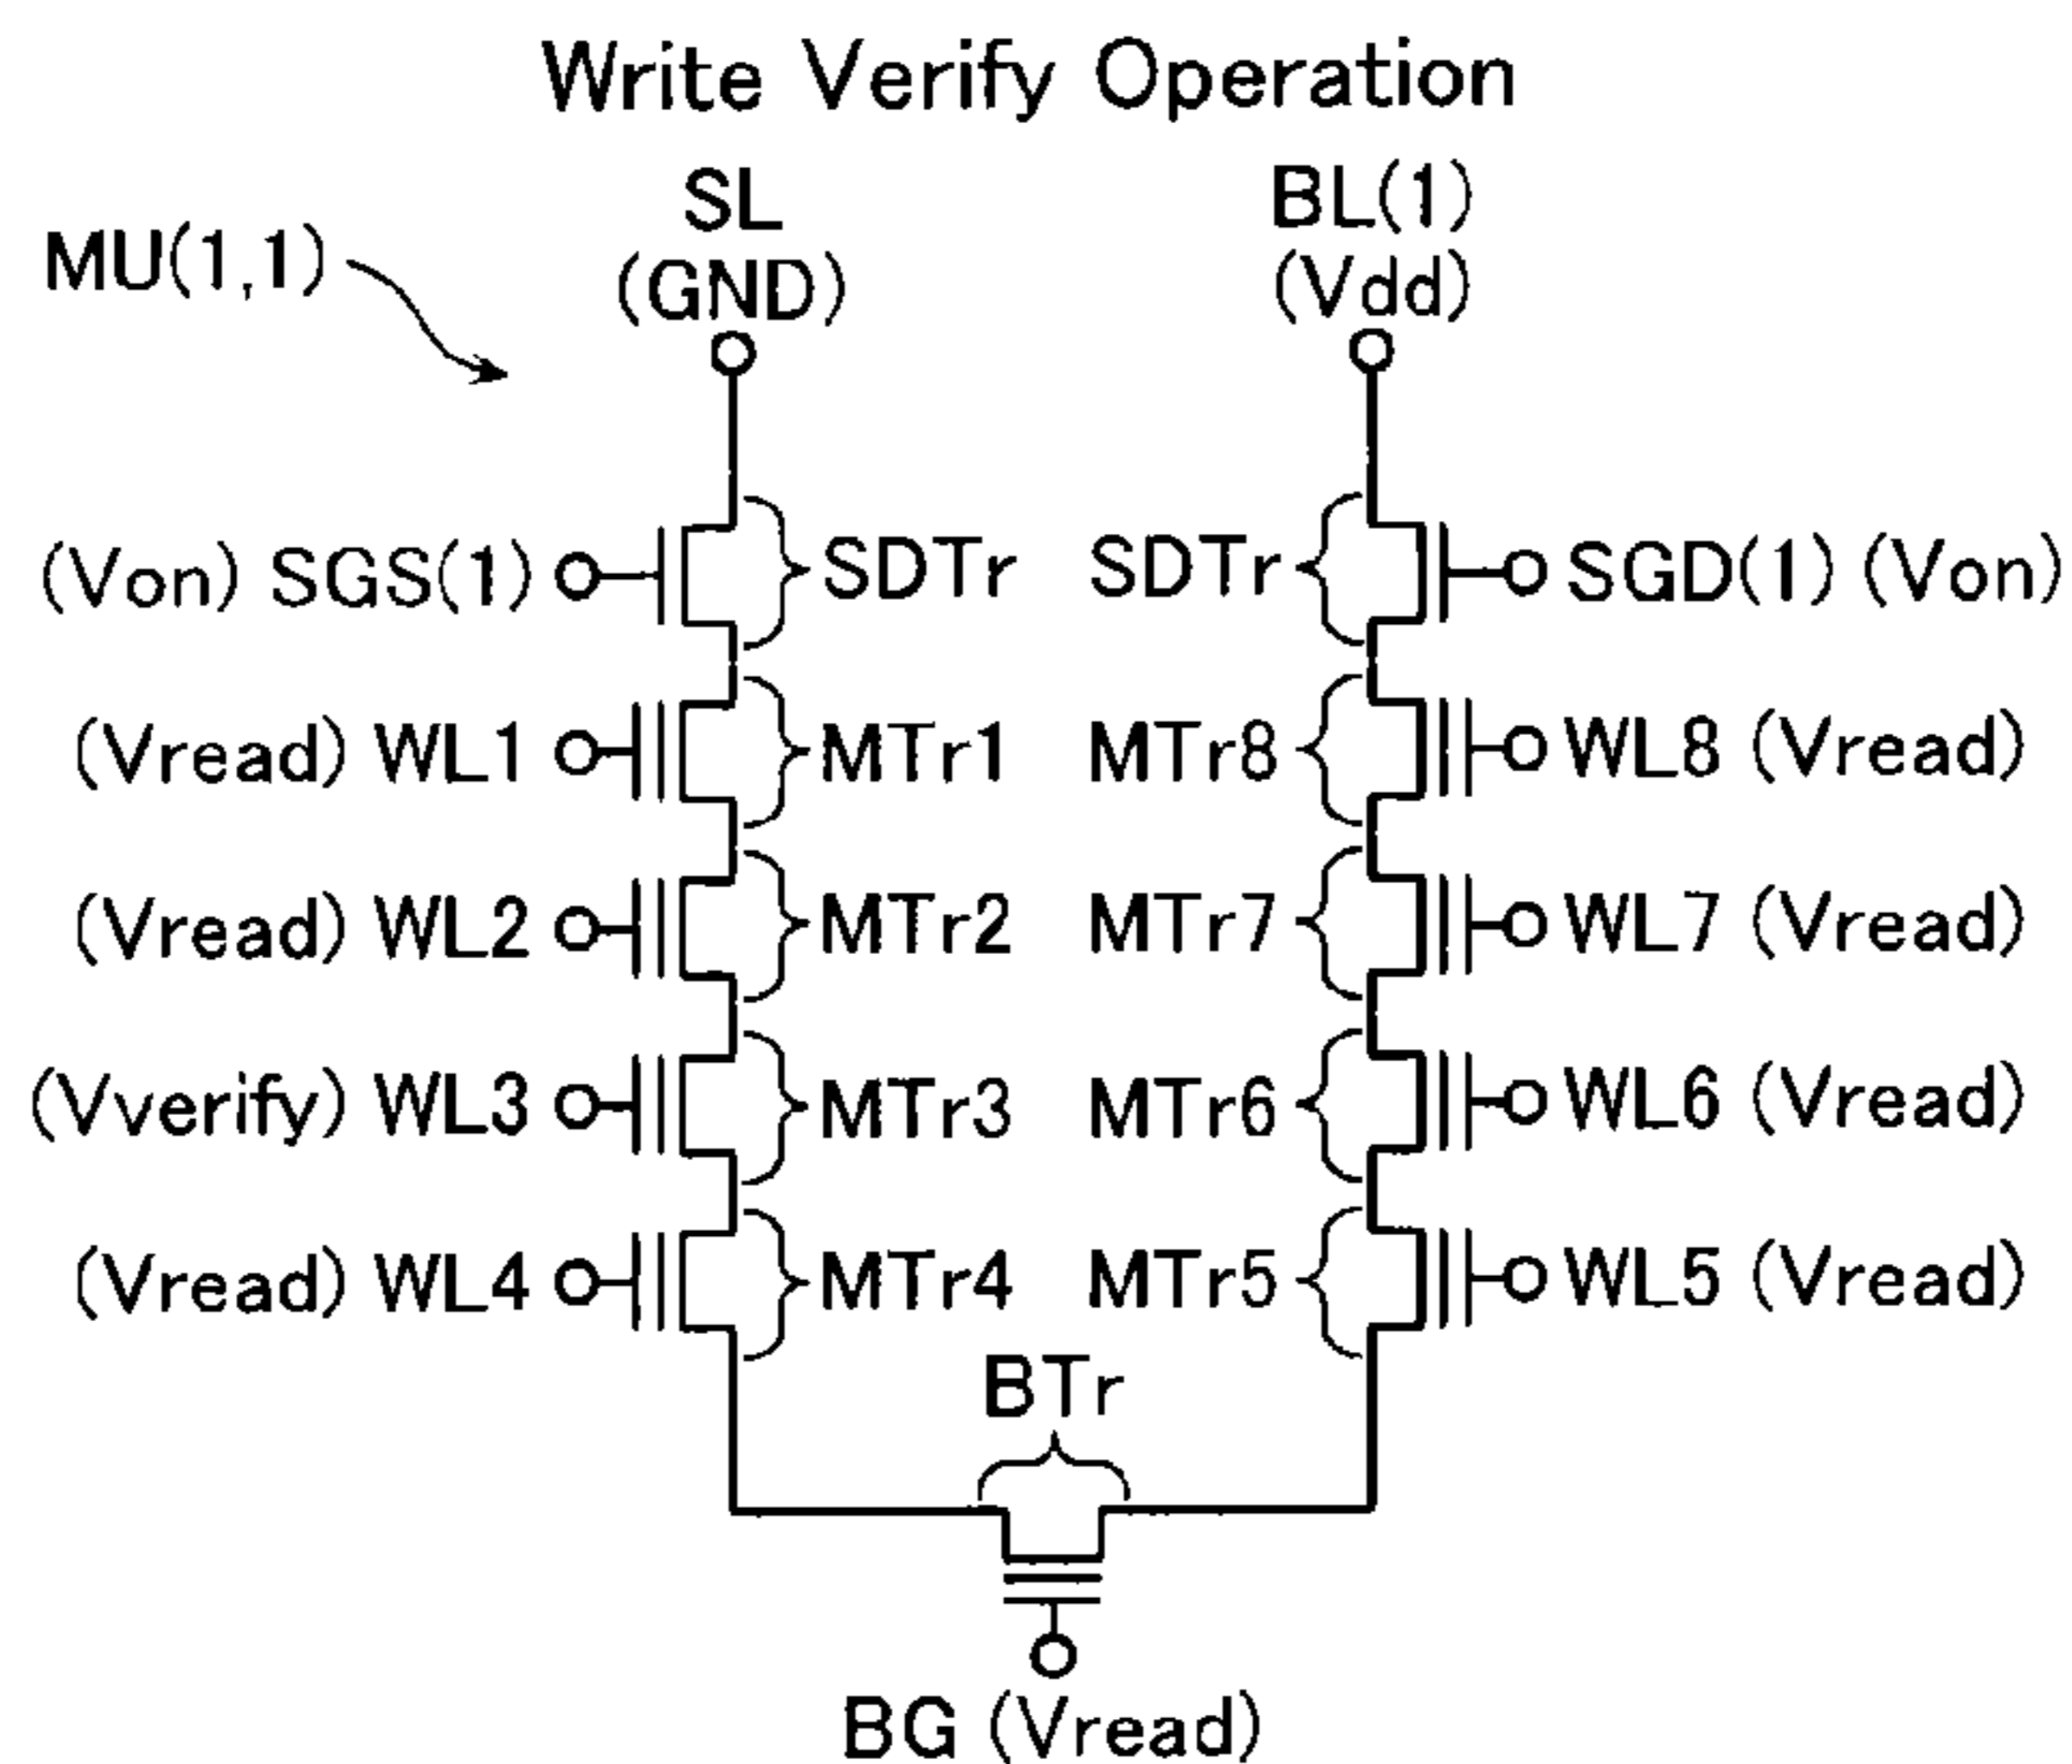 Write Verify Operation
SL
(GND)
BL(1)
(Vdd)
MU(1,1)
(Von) SGS(1) SDTr SDTr SGD(1) (Von)
(Vread) WL1 MTr1 MTr8 WL8 (Vread)
(Vread) WL2 MTr2 MTr7 WL7 (Vread)
(Vverify) WL3 MTr3 MTr6 WL6 (Vread)
(Vread) WL4 MTr4 MTr5 WL5 (Vread)
BTr
BG (Vread)